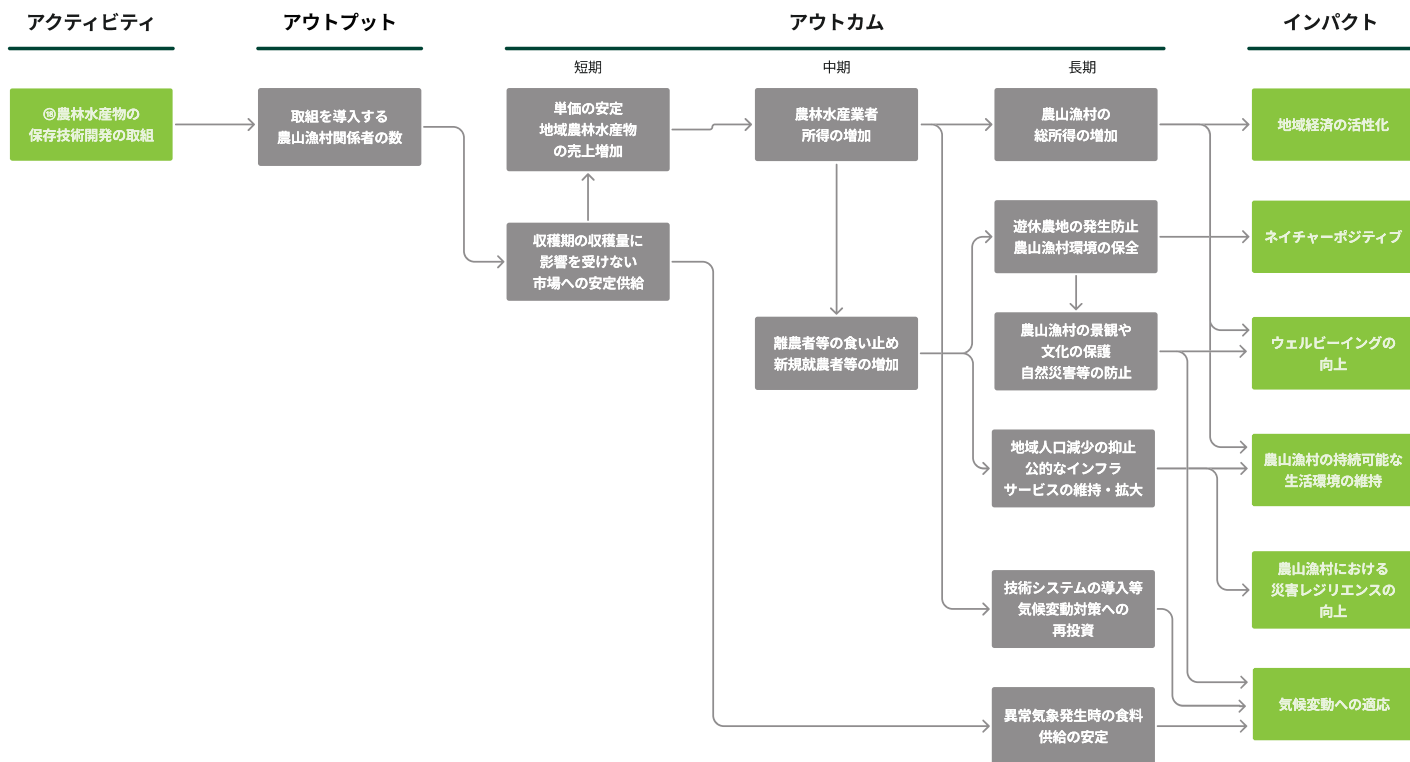 アクティビティ
アウトプット
アウトカム
インパクト
短期
中期
長期
⑮農林水産物の
保存技術開発の取組
取組を導入する
農山漁村関係者の数
単価の安定
地域農林水産物
の売上増加
収穫期の収穫量に
影響を受けない
市場への安定供給
農林水産業者
所得の増加
離農者等の食い止め
新規就農者等の増加
農山漁村の
総所得の増加
遊休農地の発生防止
農山漁村環境の保全
農山漁村の景観や
文化の保護
自然災害等の防止
地域人口減少の抑止
公的なインフラ
サービスの維持・拡大
技術システムの導入等
気候変動対策への
再投資
異常気象発生時の食料
供給の安定
地域経済の活性化
ネイチャーポジティブ
ウェルビーイングの
向上
農山漁村の持続可能な
生活環境の維持
農山漁村における
災害レジリエンスの
向上
気候変動への適応